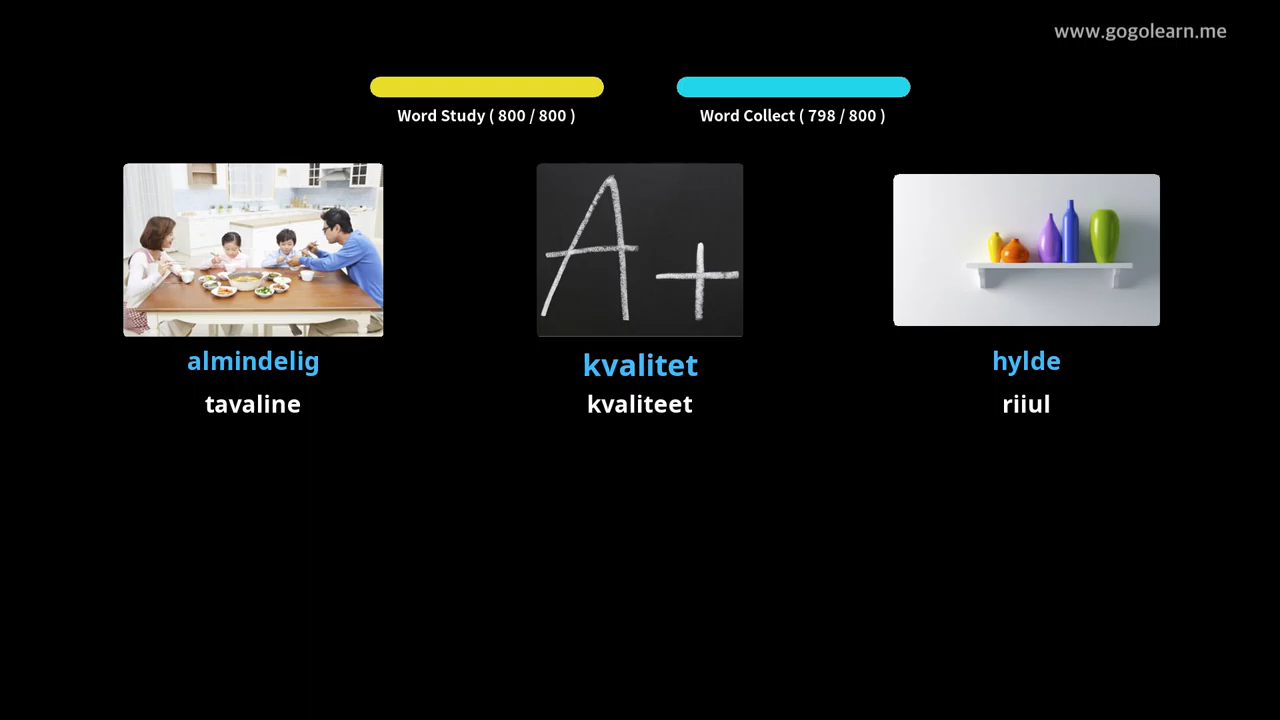 www.gogolearn.me
Word Study ( 800 / 800 )
Word Collect ( 798 / 800 )
A+
almindelig
kvalitet
hylde
tavaline
kvaliteet
riiul